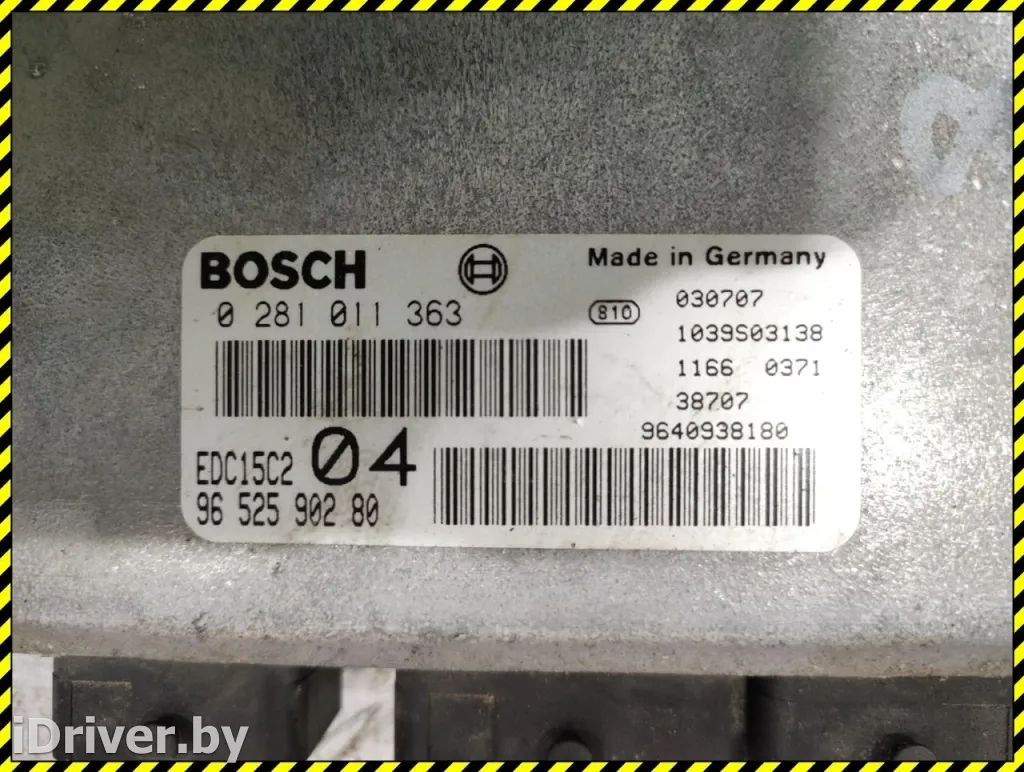 BOSCH
Made in Germany
0 281 011 363
810
030707
1039S03138
1166 0371
38707
9640938180
EDC15C2 04
96 525 902 80
iDriver.by